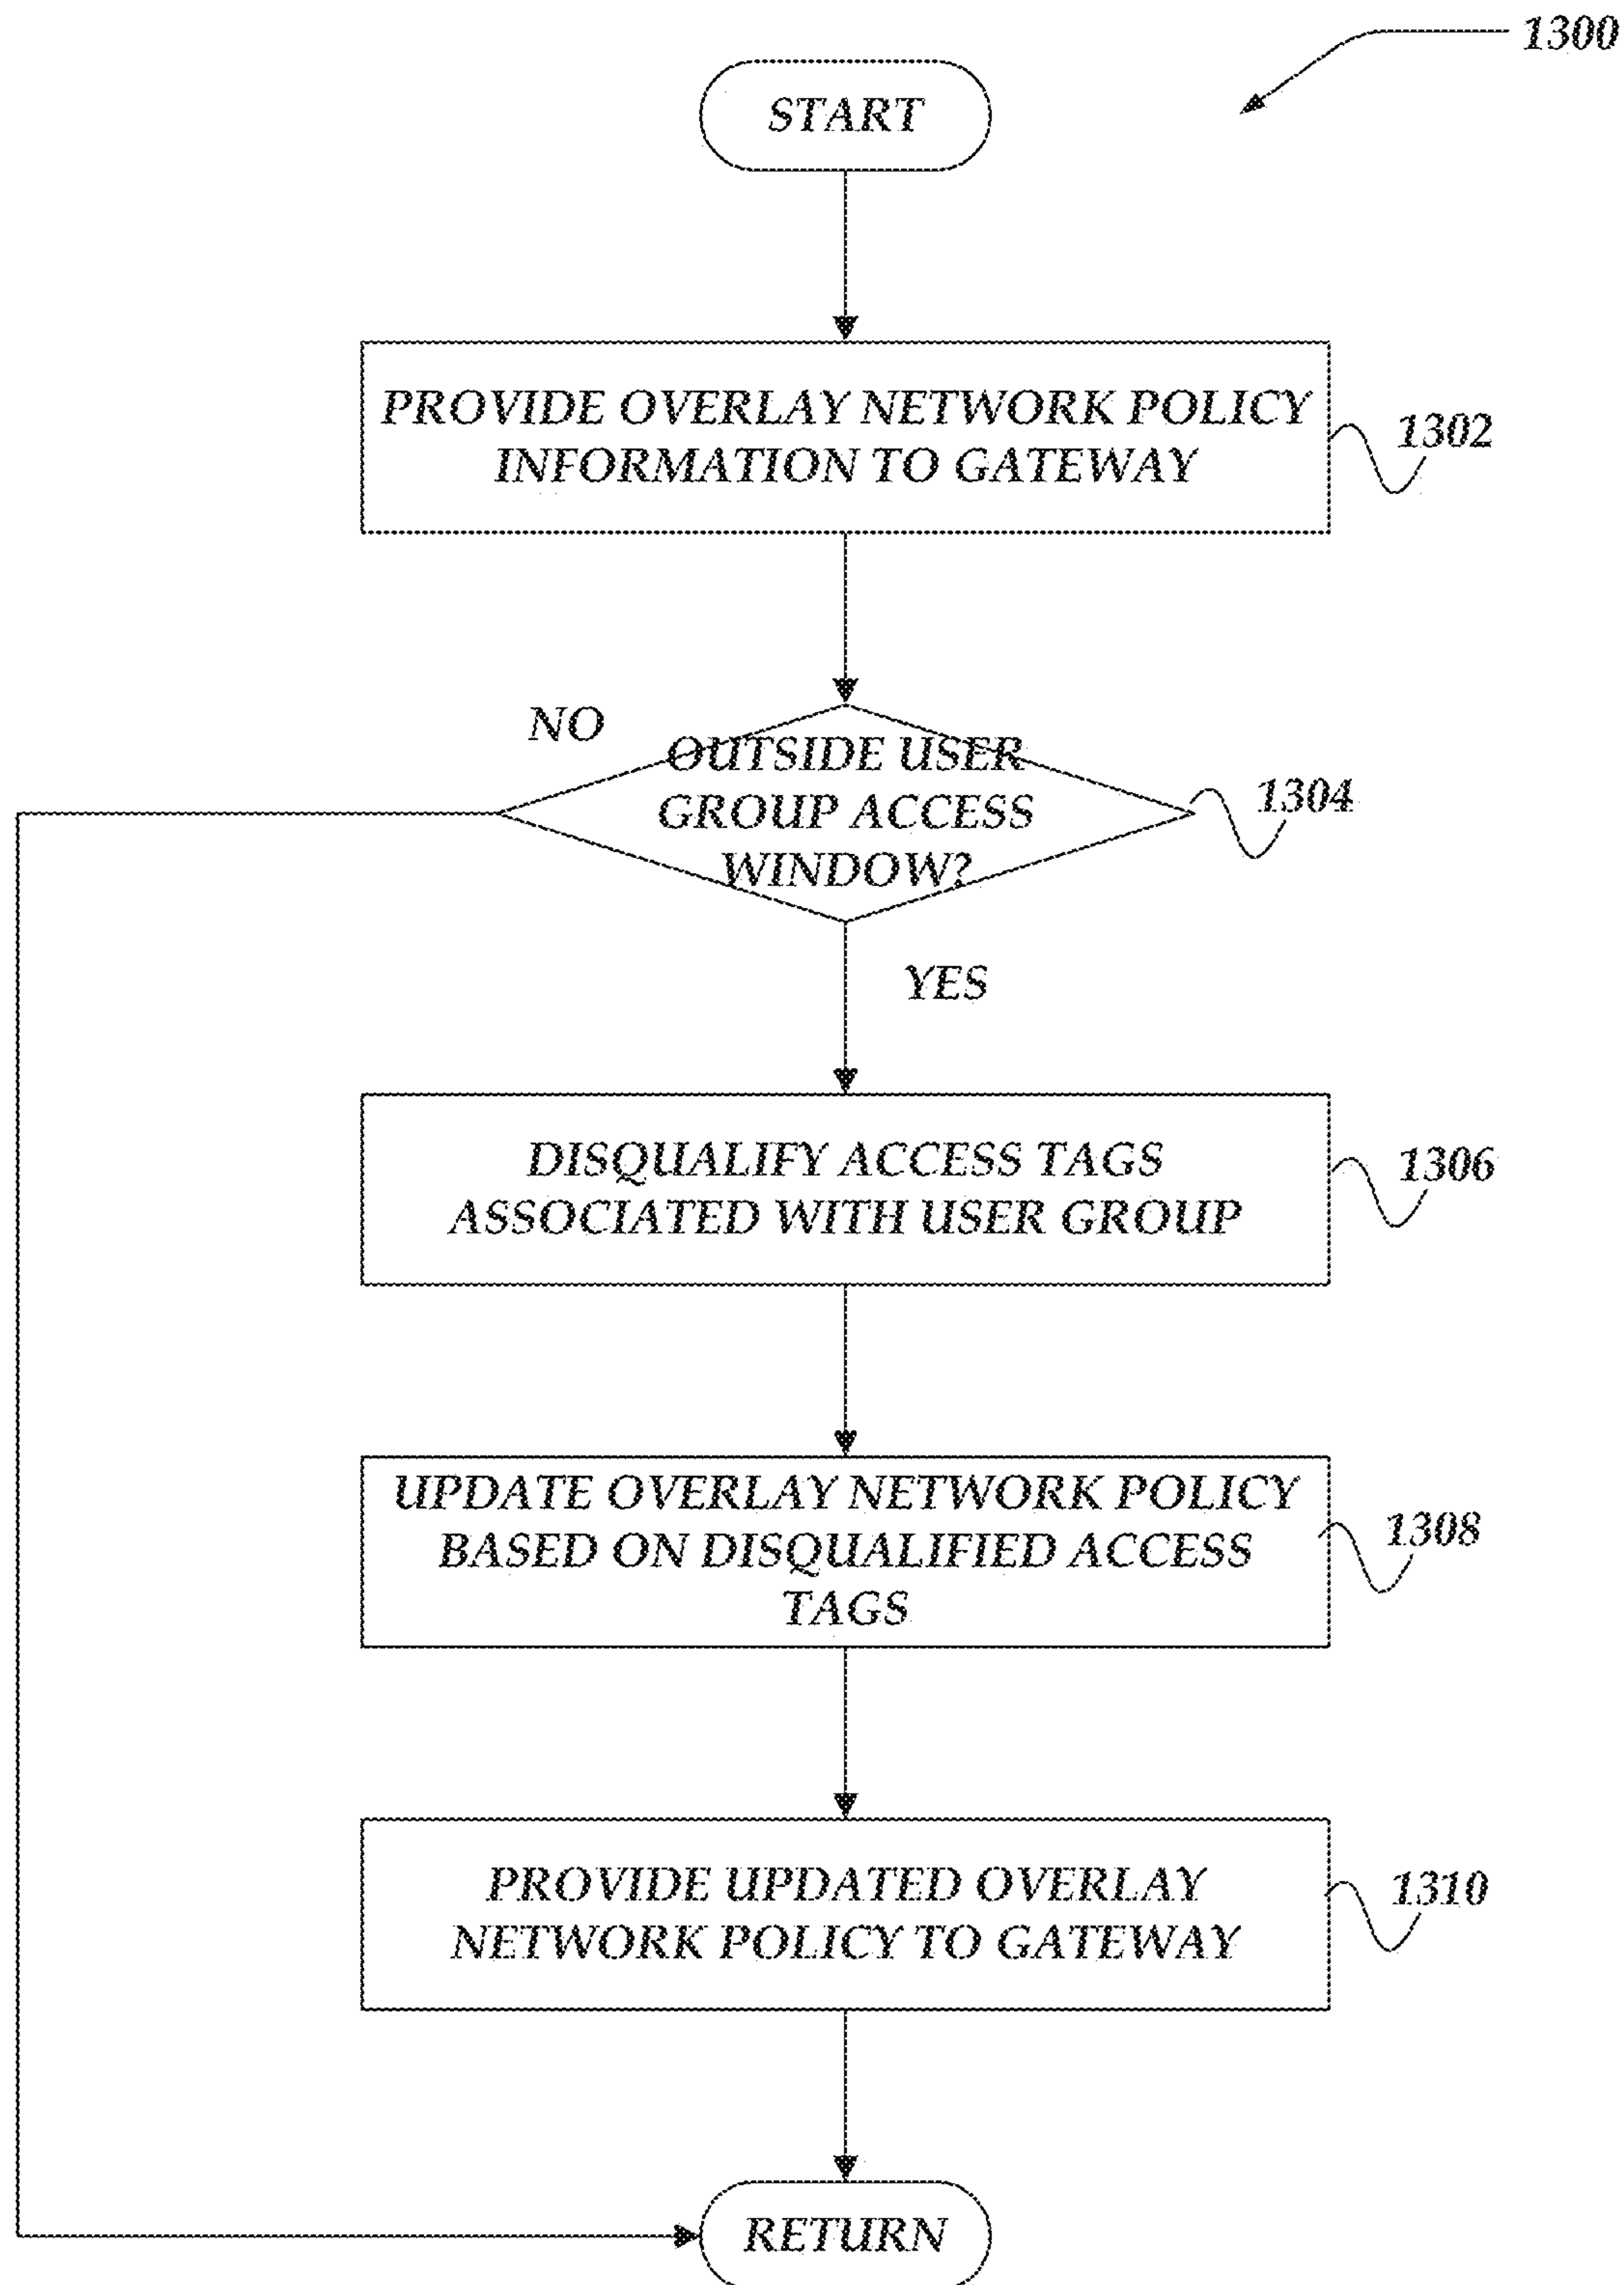 1300
START
PROVIDE OVERLAY NETWORK POLICY
INFORMATION TO GATEWAY
1302
NO
OUTSIDE USER
GROUP ACCESS
WINDOW?
1304
YES
DISQUALIFY ACCESS TAGS
ASSOCIATED WITH USER GROUP
1306
UPDATE OVERLAY NETWORK POLICY
BASED ON DISQUALIFIED ACCESS
TAGS
1308
PROVIDE UPDATED OVERLAY
NETWORK POLICY TO GATEWAY
1310
RETURN